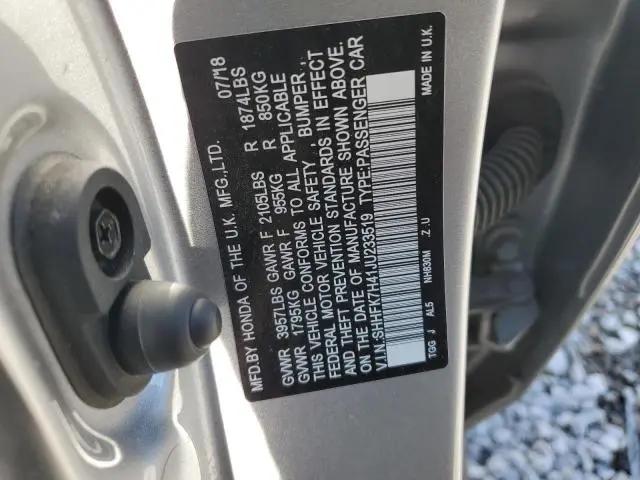 MFD.BY HONDA OF THE U.K. MFG.,LTD. 07/18
GVWR 3957LBS GAWR F 2105LBS R 1874LBS
GVWR 1795KG GAWR F 955KG R 850KG
THIS VEHICLE CONFORMS TO ALL APPLICABLE
FEDERAL MOTOR VEHICLE SAFETY , BUMPER ,
AND THEFT PREVENTION STANDARDS IN EFFECT
ON THE DATE OF MANUFACTURE SHOWN ABOVE.
V.I.N.:SHHFK7H41JU233519 TYPE:PASSENGER CAR
TGG J AL5 NH830M .Z.U MADE IN U.K.